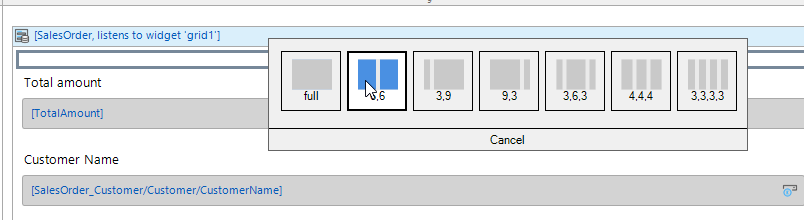 [SalesOrder, listens to widget 'grid1']
full
6,6
3,9
9,3
3,6,3
4,4,4
3,3,3,3
Cancel
Total amount
[TotalAmount]
Customer Name
[SalesOrder_Customer/Customer/CustomerName]